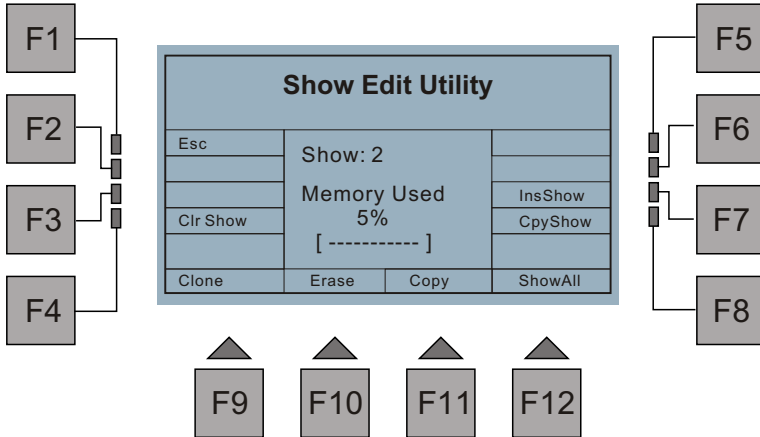 F1
F5
Show Edit Utility
F2
F6
Esc
Show: 2
Memory Used
InsShow
F3
F7
Clr Show
5%
CpyShow
[ ----------- ]
Clone
Erase
Copy
ShowAll
F4
F8
F9
F10
F11
F12